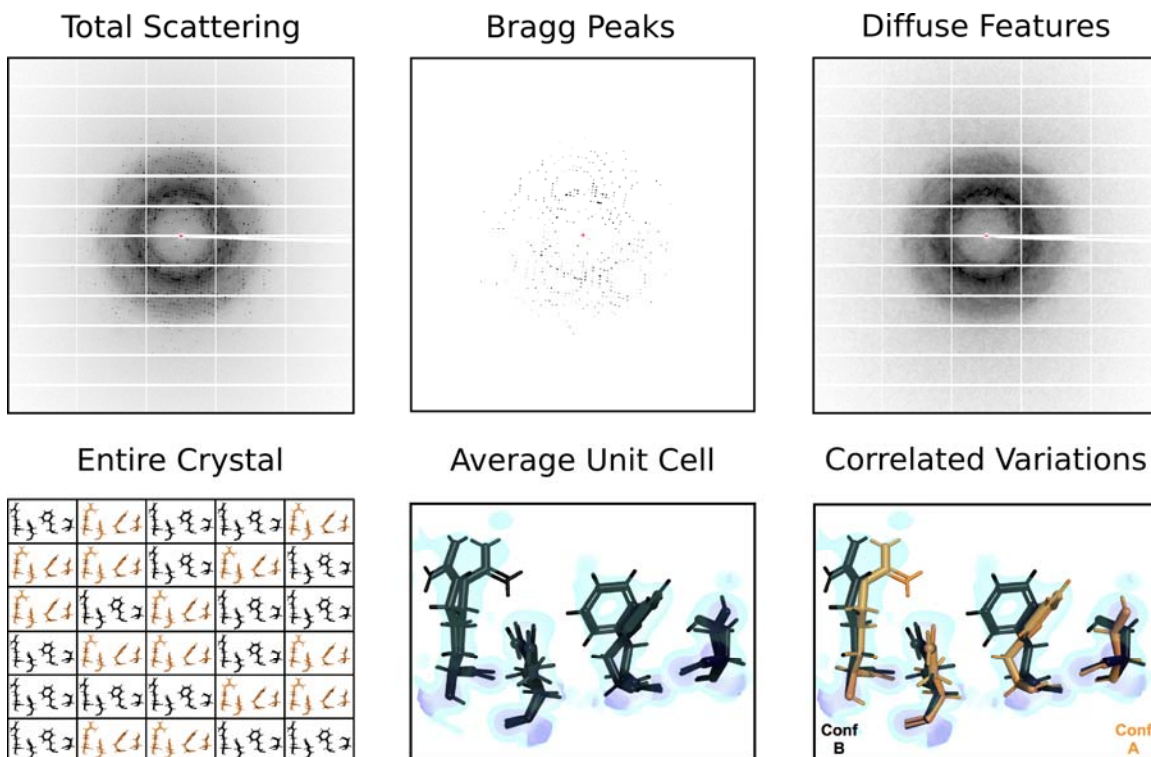 Total Scattering
Bragg Peaks
Diffuse Features
Entire Crystal
Average Unit Cell
Correlated Variations
Conf
B
Conf
A